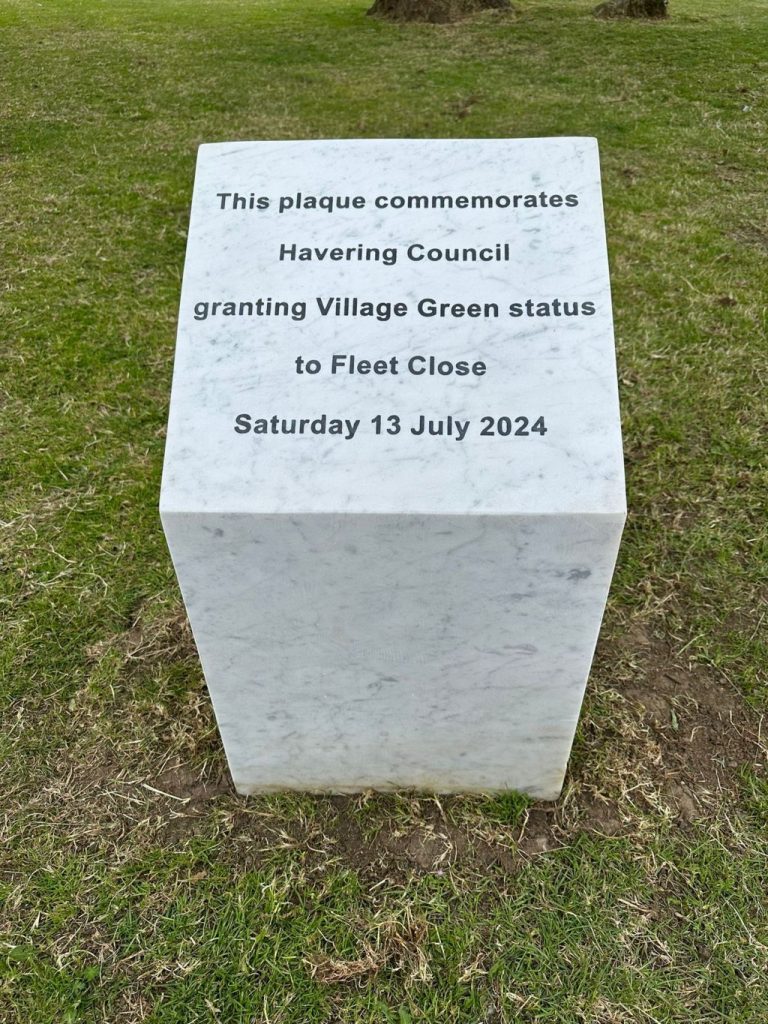 This plaque commemorates
Havering Council
granting Village Green status
to Fleet Close
Saturday 13 July 2024